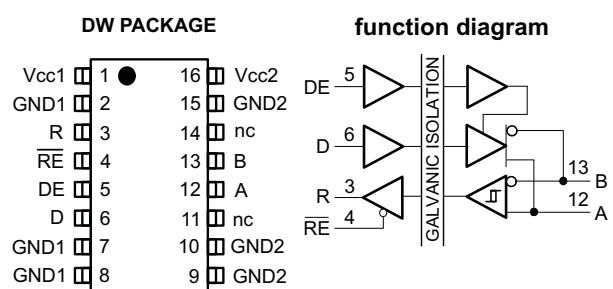 DW PACKAGE
Vcc1 1 16 Vcc2
GND1 2 15 GND2
R 3 14 nc
RE 4 13 B
DE 5 12 A
D 6 11 nc
GND1 7 10 GND2
GND1 8 9 GND2
function diagram
DE 5
D 6
R 3
RE 4
GALVANIC ISOLATION
13 B
12 A